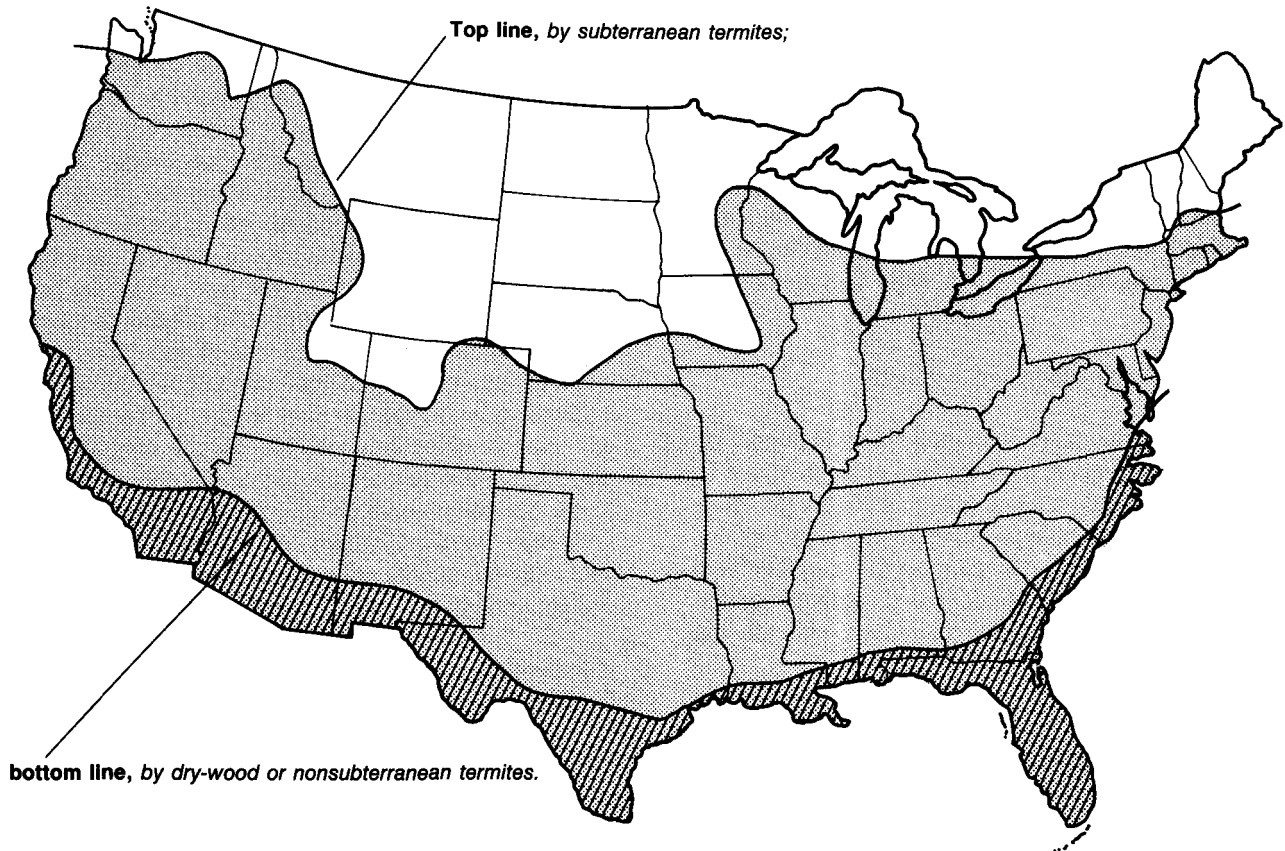 Top line, by subterranean termites;
bottom line, by dry-wood or nonsubterranean termites.